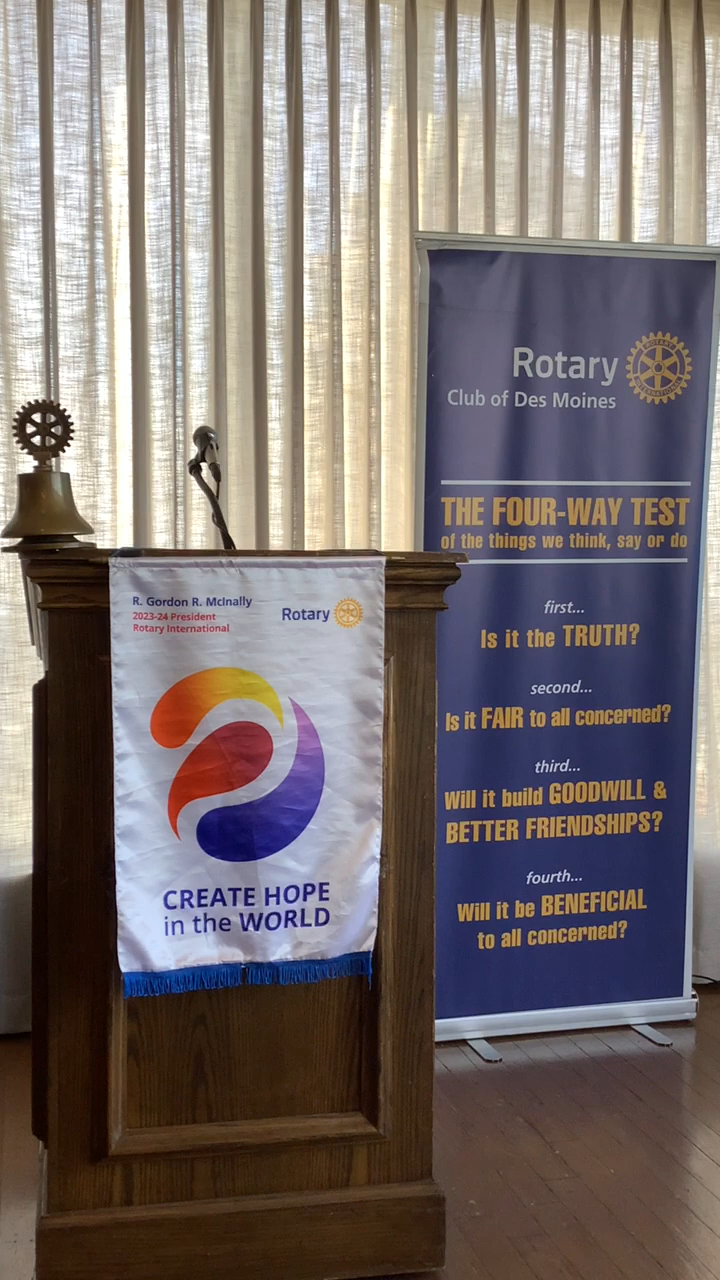 R. Gordon R. McInally
2023-24 President
Rotary International
Rotary
CREATE HOPE
in the WORLD
Rotary
Club of Des Moines
ROTARY
INTERNATIONAL
THE FOUR-WAY TEST
of the things we think, say or do
first...
Is it the TRUTH?
second...
Is it FAIR to all concerned?
third...
Will it build GOODWILL &
BETTER FRIENDSHIPS?
fourth...
Will it be BENEFICIAL
to all concerned?